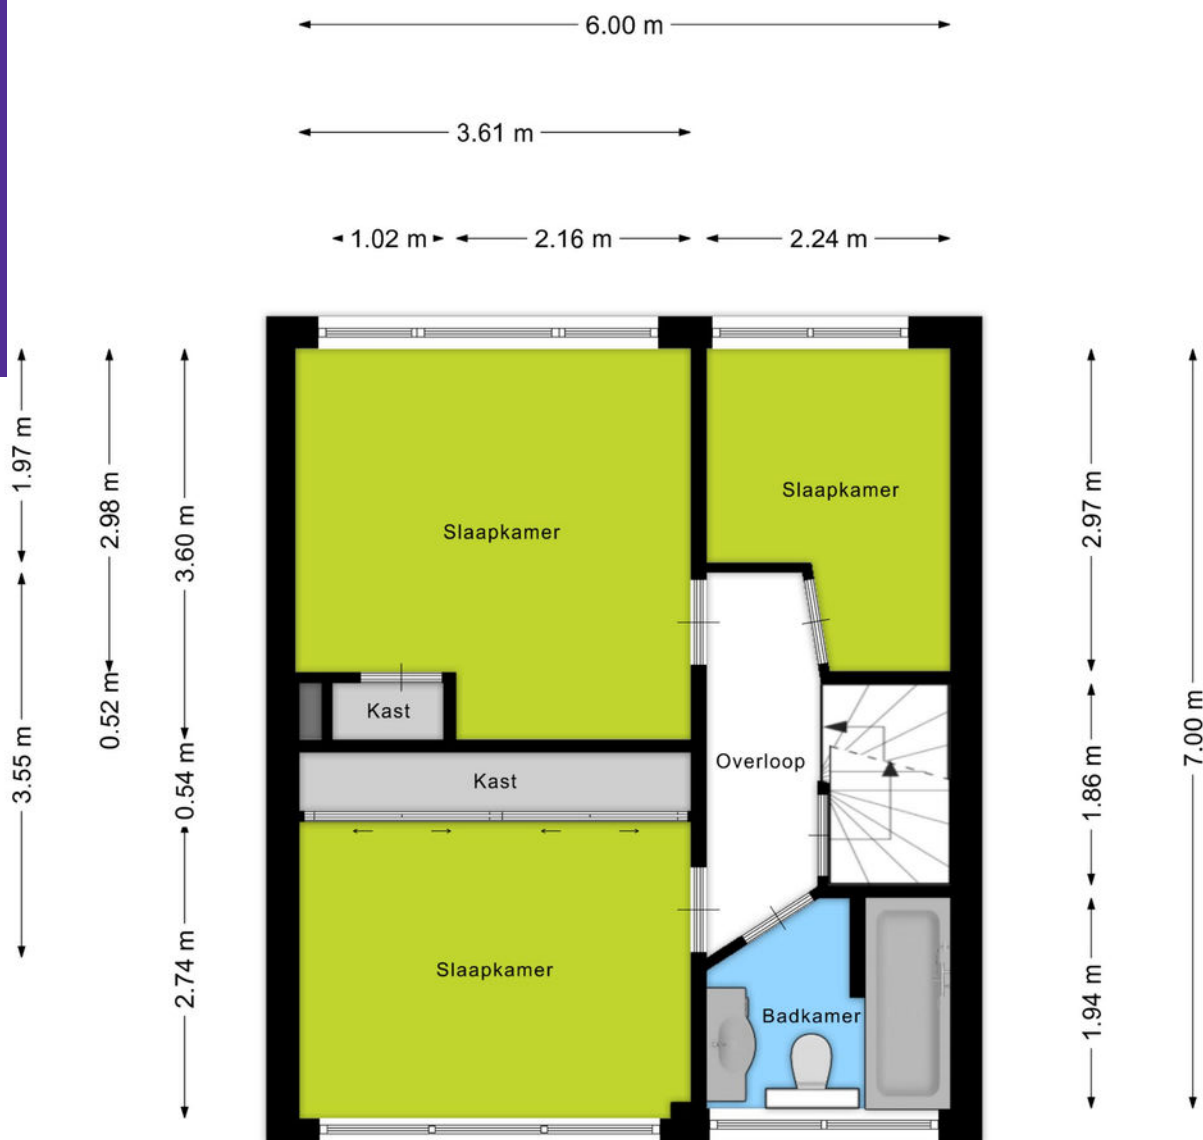 6.00 m
3.61 m
1.02 m
2.16 m
2.24 m
1.97 m
2.98 m
3.60 m
Slaapkamer
Slaapkamer
2.97 m
3.55 m
0.52 m
0.54 m
Kast
Kast
Overloop
1.86 m
7.00 m
2.74 m
Slaapkamer
Badkamer
1.94 m